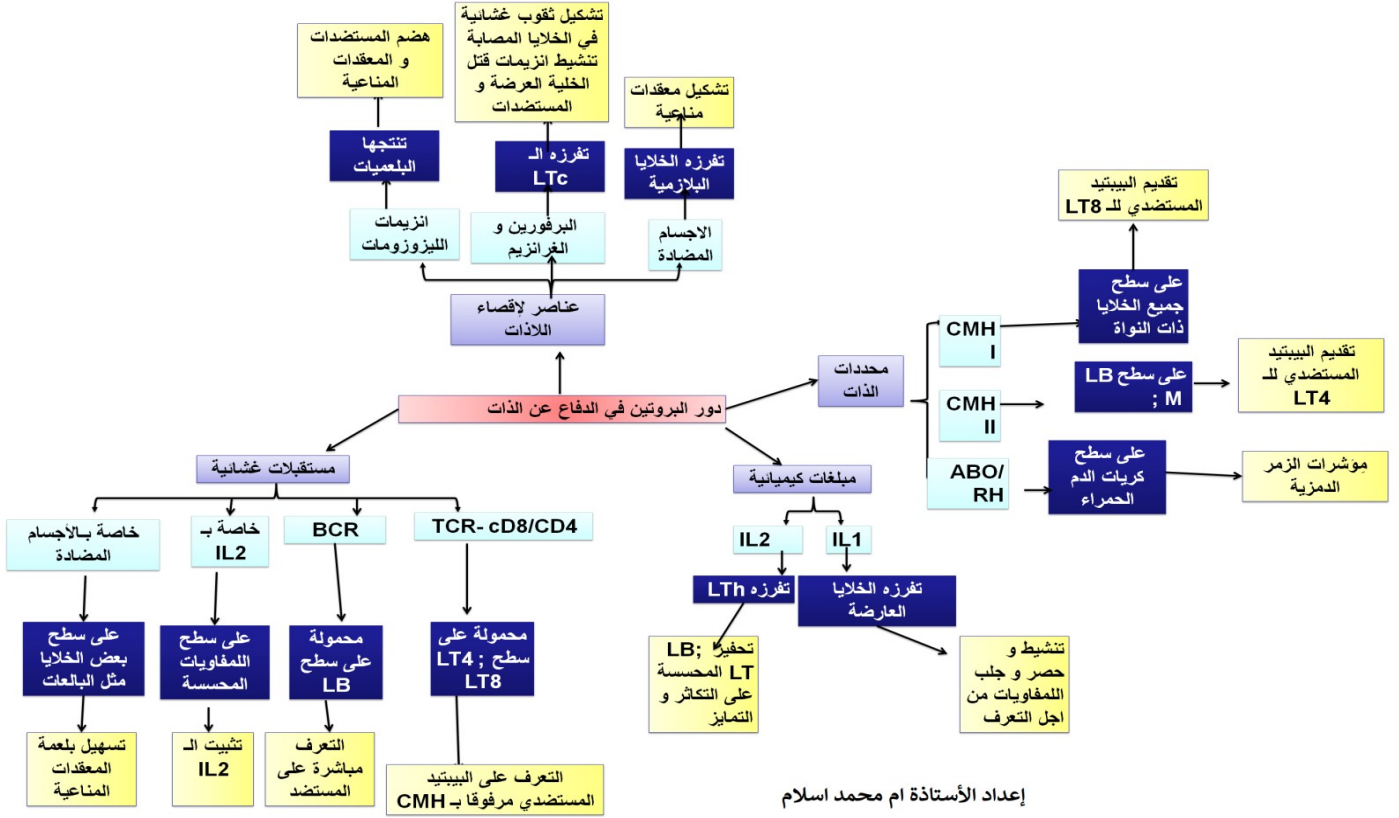 هضم المستضدات
و المعقدات
المناعية
تنتجها
البلعميات
انزيمات
الليزوزومات
تشكيل ثقوب غشائية
في الخلايا المصابة
تنشيط انزيمات قتل
الخلية العرضة و
المستضدات
تفرزه الـ
LTc
البرفورين و
الغرانزيم
تشكيل معقدات
مناعية
تفرزه الخلايا
البلازمية
الاجسام
المضادة
عناصر لإقصاء
اللاذات
دور البروتين في الدفاع عن الذات
محددات
الذات
CMH
I
على سطح
جميع الخلايا
ذات النواة
تقديم الببتيد
المستضدي للـ LT8
CMH
II
على سطح LB
; M
تقديم الببتيد
المستضدي للـ
LT4
ABO/
RH
على سطح
كريات الدم
الحمراء
مؤشرات الزمر
الدمزية
مبلغات كيميائية
IL1
تفرزه الخلايا
العارضة
تنشيط و
حصر و جلب
اللمفاويات من
اجل التعرف
IL2
تفرزه LTh
تحفيز LB;
LT المحسسة
على التكاثر و
التمايز
مستقبلات غشائية
TCR- cD8/CD4
محمولة على
سطح LT4 ;
LT8
التعرف على الببتيد
المستضدي مرفوقا بـ CMH
BCR
محمولة
على سطح
LB
التعرف
مباشرة على
المستضد
خاصة بـ
IL2
على سطح
اللمفاويات
المحسسة
تثبيت الـ
IL2
خاصة بالأجسام
المضادة
على سطح
بعض الخلايا
مثل البالعات
تسهيل بلعمة
المعقدات
المناعية
إعداد الأستاذة ام محمد اسلام